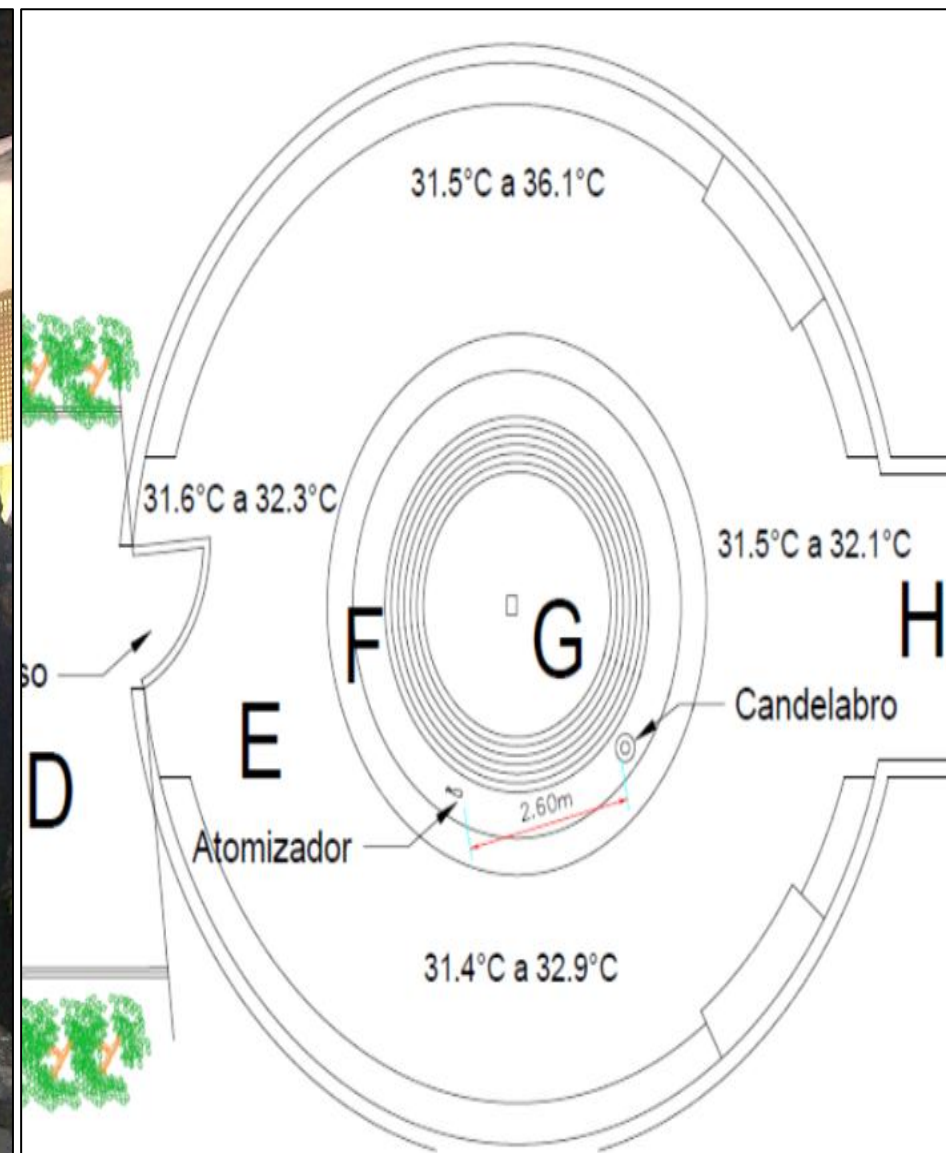 31.5°C a 36.1°C
31.6°C a 32.3°C
31.5°C a 32.1°C
F
G
H
so
E
Candelabro
D
2,60m
Atomizador
31.4°C a 32.9°C